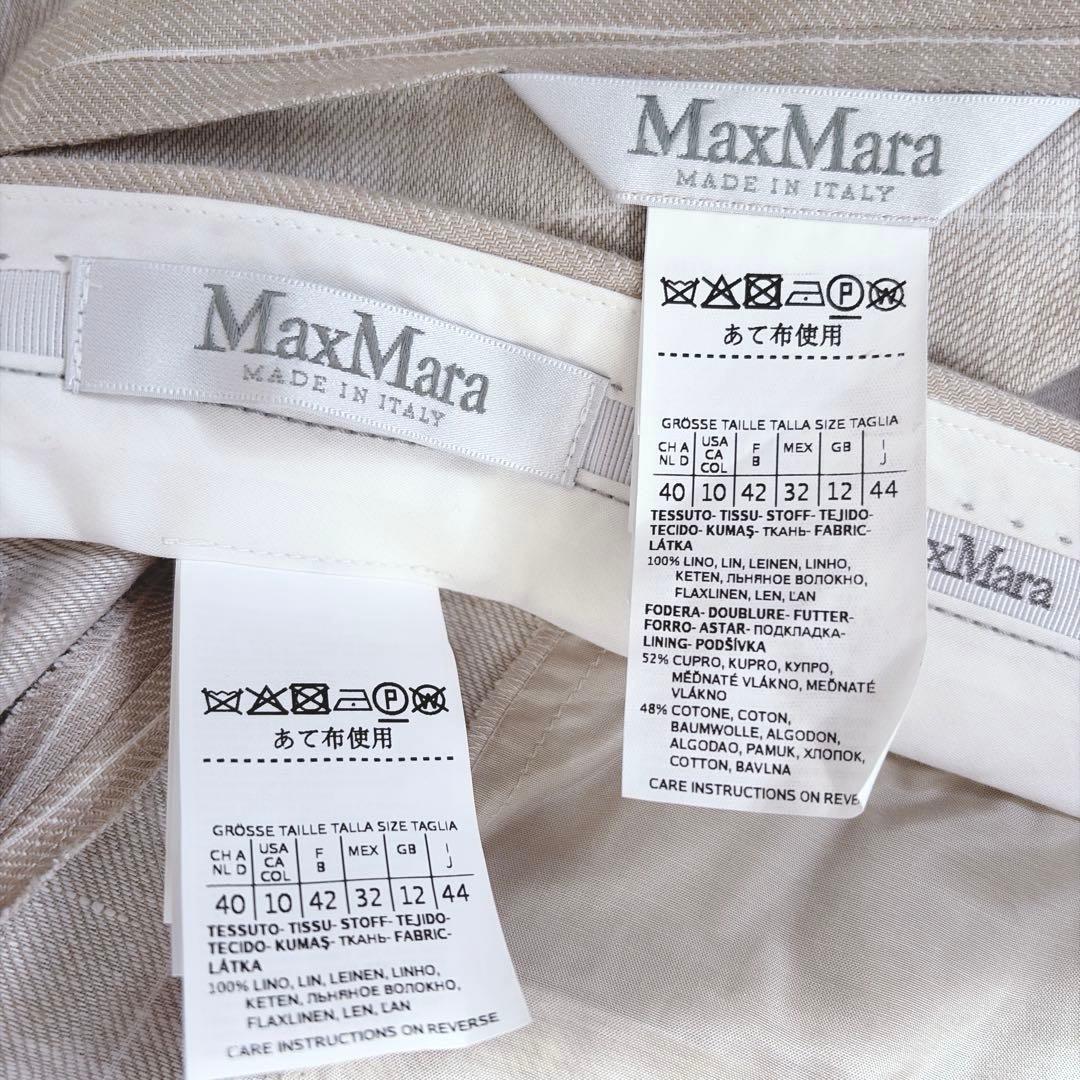 MaxMara
MADE IN ITALY
P W
あて布使用
GRÖSSE TAILLE TALLA SIZE TAGLIA
CH A NL D USA CA COL F B MEX GB I J
40 10 42 32 12 44
TESSUTO- TISSU- STOFF- TEJIDO-
TECIDO- KUMAŞ- ТКАНЬ- FABRIC-
LÁTKA
100% LINO, LIN, LEINEN, LINHO,
KETEN, ЛЬНЯНОЕ ВОЛОКНО,
FLAXLINEN, LEN, ĽAN
FODERA- DOUBLURE- FUTTER-
FORRO- ASTAR- ПОДКЛАДКА-
LINING- PODŠÍVKA
52% CUPRO, KUPRO, КУПРО,
MĚĎNATÉ VLÁKNO, MEĎNATÉ
VLÁKNO
48% COTONE, COTON,
BAUMWOLLE, ALGODON,
ALGODAO, PAMUK, ХЛОПОК,
COTTON, BAVLNA
CARE INSTRUCTIONS ON REVE
MaxMara
MADE IN ITALY
xMara
P W
あて布使用
GRÖSSE TAILLE TALLA SIZE TAGLIA
CH A NL D USA CA COL F B MEX GB I J
40 10 42 32 12 44
TESSUTO- TISSU- STOFF- TEJIDO-
TECIDO- KUMAŞ- ТКАНЬ- FABRIC-
LÁTKA
100% LINO, LIN, LEINEN, LINHO,
KETEN, ЛЬНЯНОЕ ВОЛОКНО,
FLAXLINEN, LEN, ĽAN
CARE INSTRUCTIONS ON REVERSE